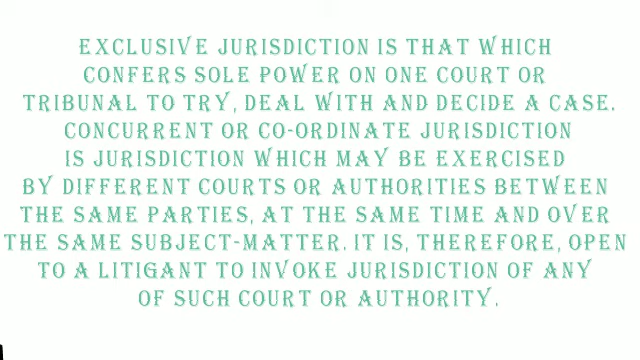 EXCLUSIVE JURISDICTION IS THAT WHICH
CONFERS SOLE POWER ON ONE COURT OR
TRIBUNAL TO TRY, DEAL WITH AND DECIDE A CASE.
CONCURRENT OR CO-ORDINATE JURISDICTION
IS JURISDICTION WHICH MAY BE EXERCISED
BY DIFFERENT COURTS OR AUTHORITIES BETWEEN
THE SAME PARTIES, AT THE SAME TIME AND OVER
THE SAME SUBJECT-MATTER. IT IS, THEREFORE, OPEN
TO A LITIGANT TO INVOKE JURISDICTION OF ANY
OF SUCH COURT OR AUTHORITY.